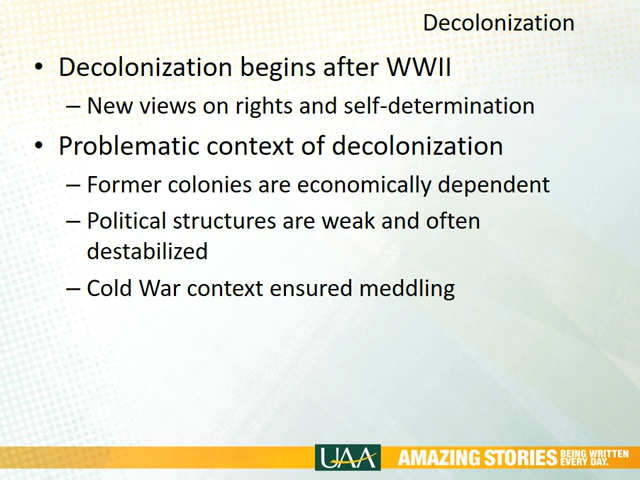 Decolonization
• Decolonization begins after WWII
– New views on rights and self-determination
• Problematic context of decolonization
– Former colonies are economically dependent
– Political structures are weak and often
destabilized
– Cold War context ensured meddling
UAA AMAZING STORIES BEING WRITTEN
EVERY DAY.